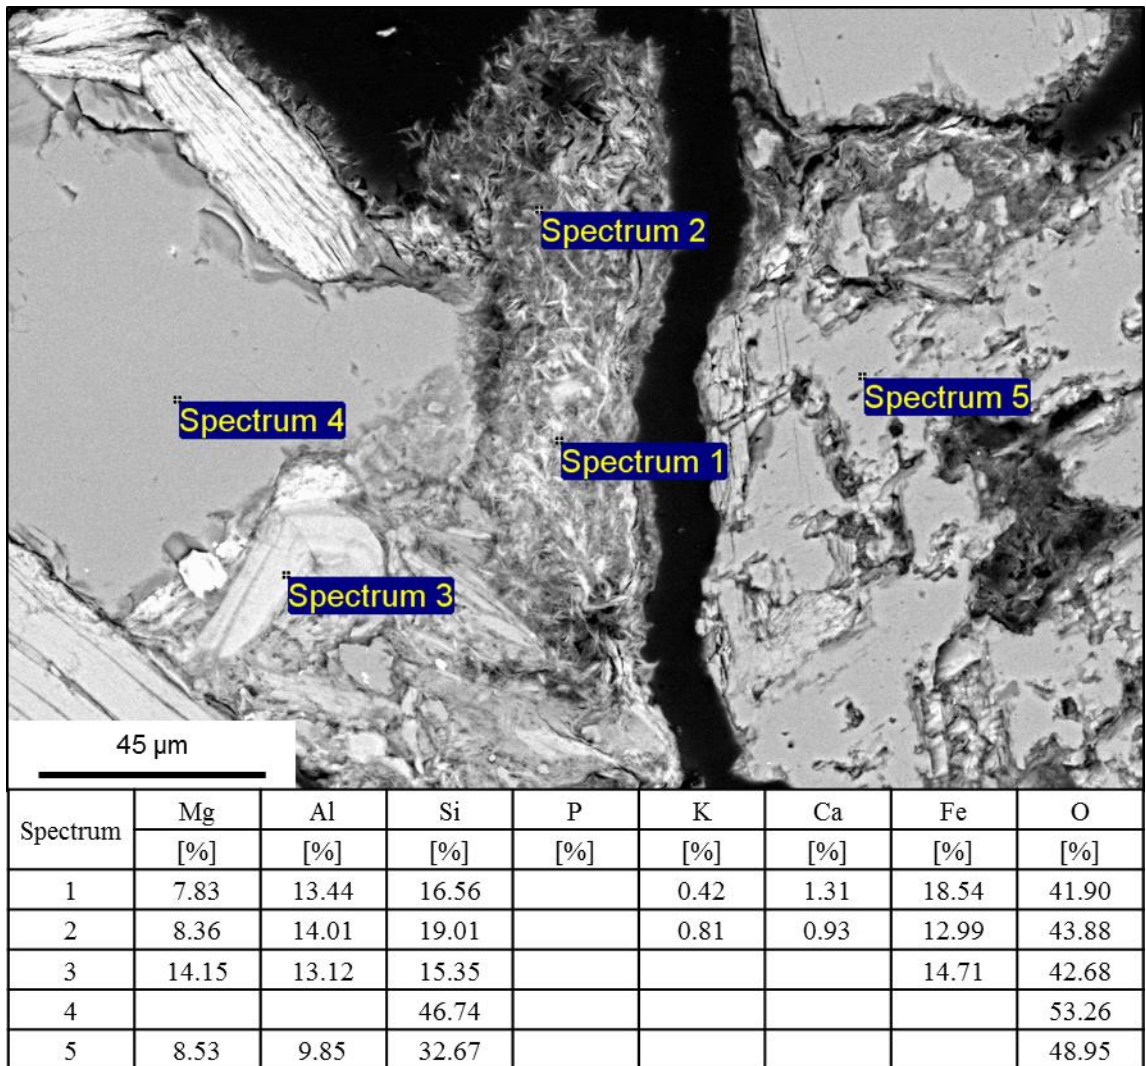 Spectrum 2
Spectrum 5
Spectrum 4
Spectrum 1
Spectrum 3
45 µm
Spectrum Mg Al Si P K Ca Fe O
[%] [%] [%] [%] [%] [%] [%] [%]
1 7.83 13.44 16.56 0.42 1.31 18.54 41.90
2 8.36 14.01 19.01 0.81 0.93 12.99 43.88
3 14.15 13.12 15.35 14.71 42.68
4 46.74 53.26
5 8.53 9.85 32.67 48.95